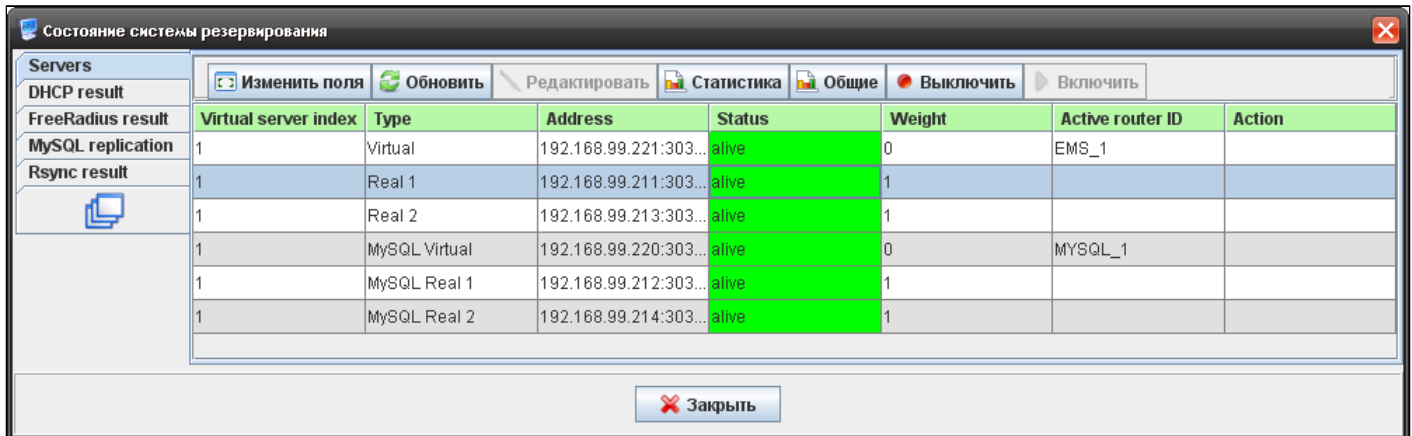 Состояние системы резервирования
Servers
DHCP result
FreeRadius result
MySQL replication
Rsync result
Изменить поля Обновить Редактировать Статистика Общие Выключить Включить
Virtual server index Type Address Status Weight Active router ID Action
1 Virtual 192.168.99.221:303... alive 0 EMS_1
1 Real 1 192.168.99.211:303... alive 1
1 Real 2 192.168.99.213:303... alive 1
1 MySQL Virtual 192.168.99.220:303... alive 0 MYSQL_1
1 MySQL Real 1 192.168.99.212:303... alive 1
1 MySQL Real 2 192.168.99.214:303... alive 1
Закрыть